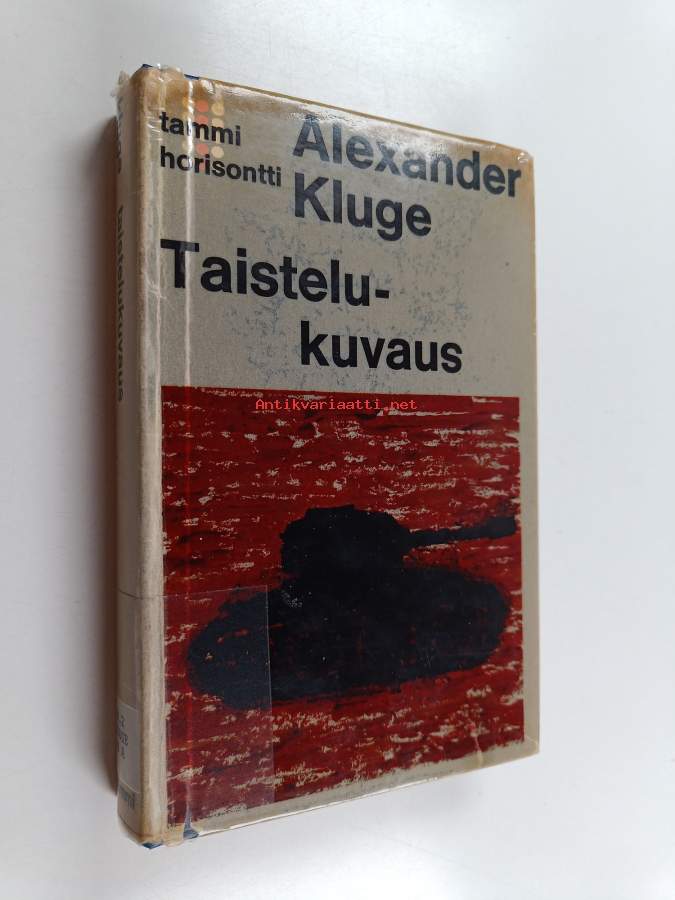 tammi
horisontti
Alexander
Kluge
Taistelu-
kuvaus
Antikvariaatti.net
taistelukuvaus